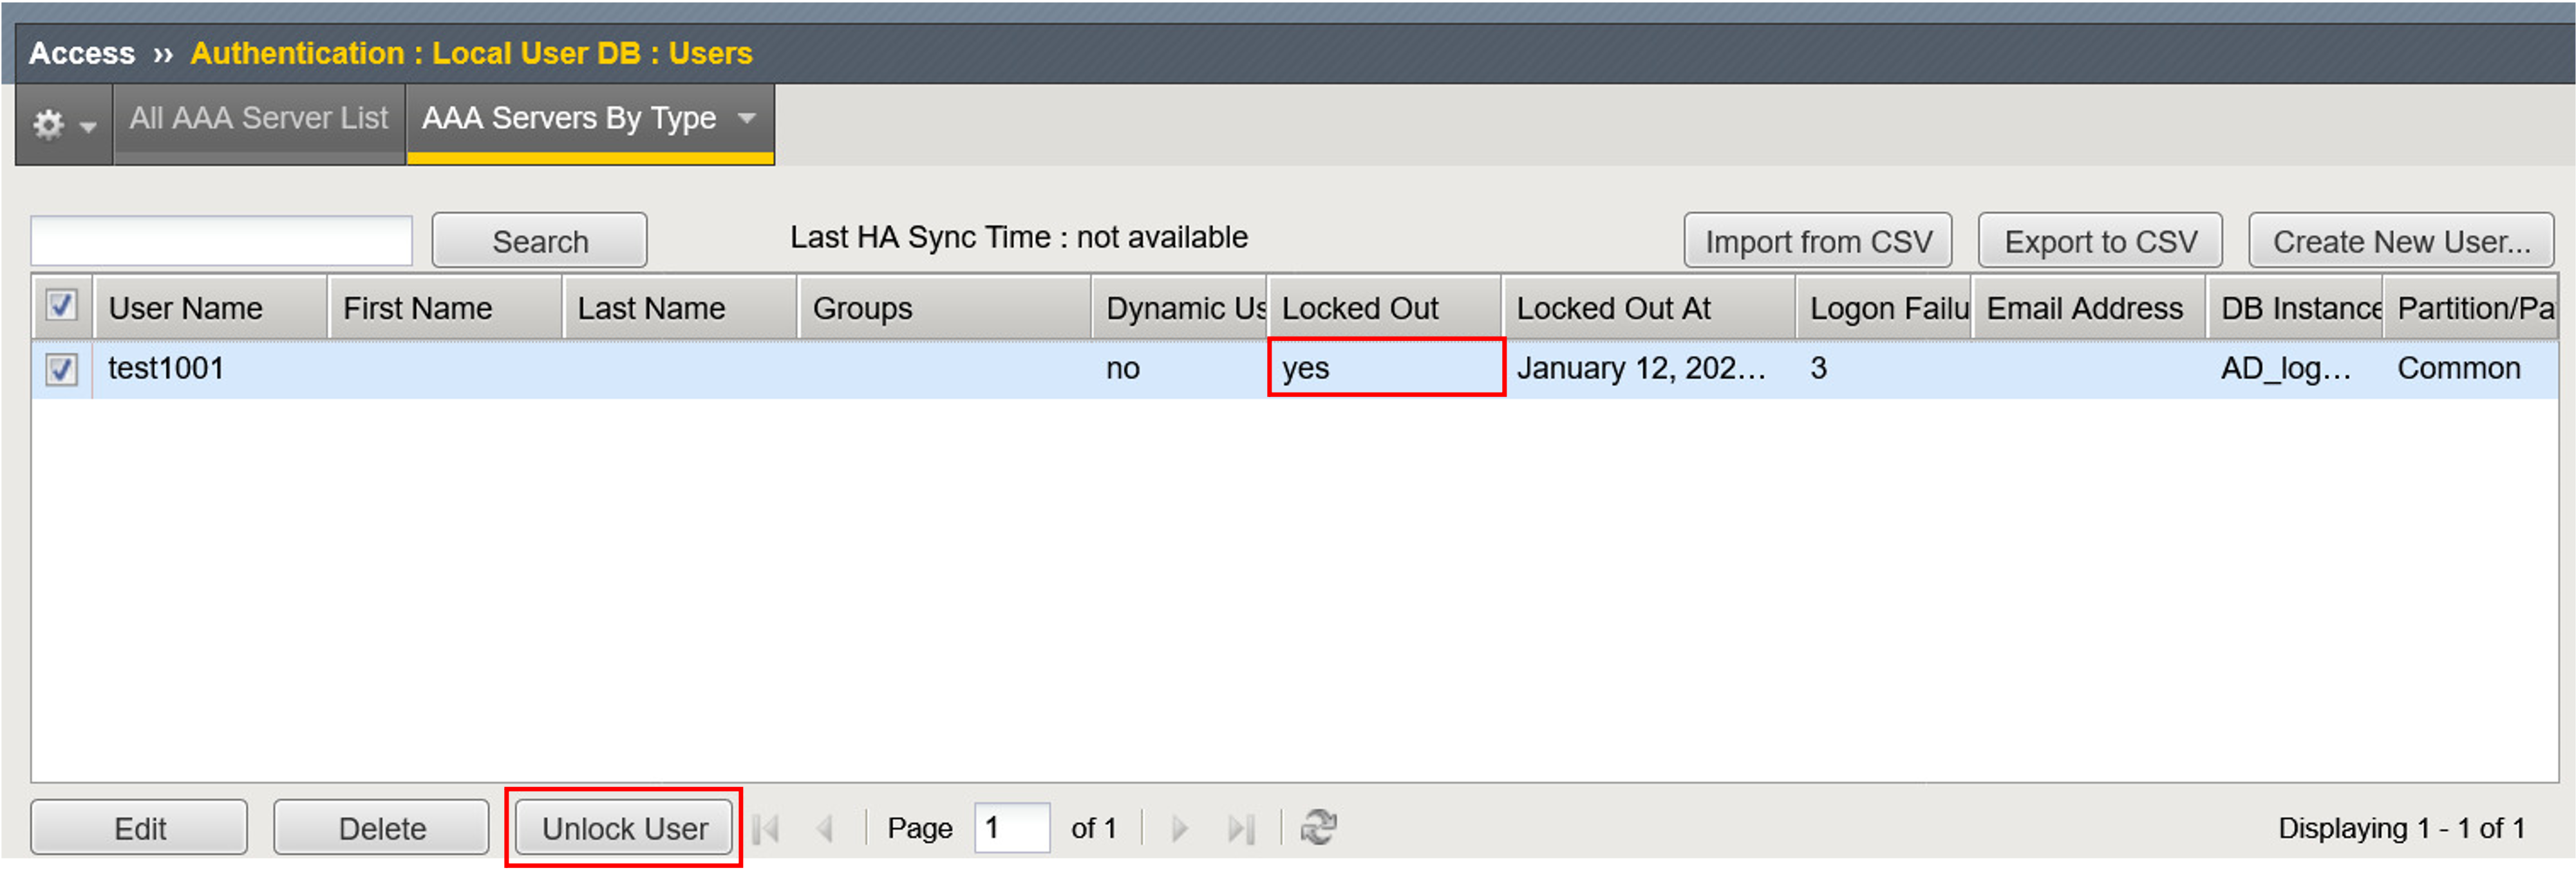 Access ›› Authentication : Local User DB : Users
All AAA Server List AAA Servers By Type
Search Last HA Sync Time : not available Import from CSV Export to CSV Create New User...
User Name First Name Last Name Groups Dynamic Us Locked Out Locked Out At Logon Failu Email Address DB Instance Partition/Pa
test1001 no yes January 12, 202... 3 AD_log... Common
Edit Delete Unlock User Page 1 of 1 Displaying 1 - 1 of 1